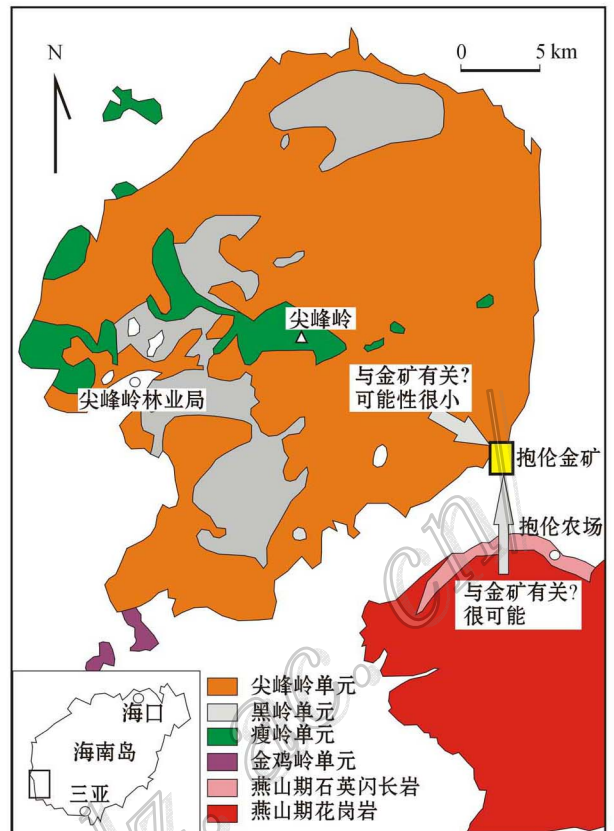 N
0 5 km
尖峰岭
与金矿有关?
可能性很小
尖峰岭林业局
抱伦金矿
抱伦农场
与金矿有关?
很可能
尖峰岭单元
黑岭单元
瘦岭单元
金鸡岭单元
燕山期石英闪长岩
燕山期花岗岩
海口
海南岛
三亚